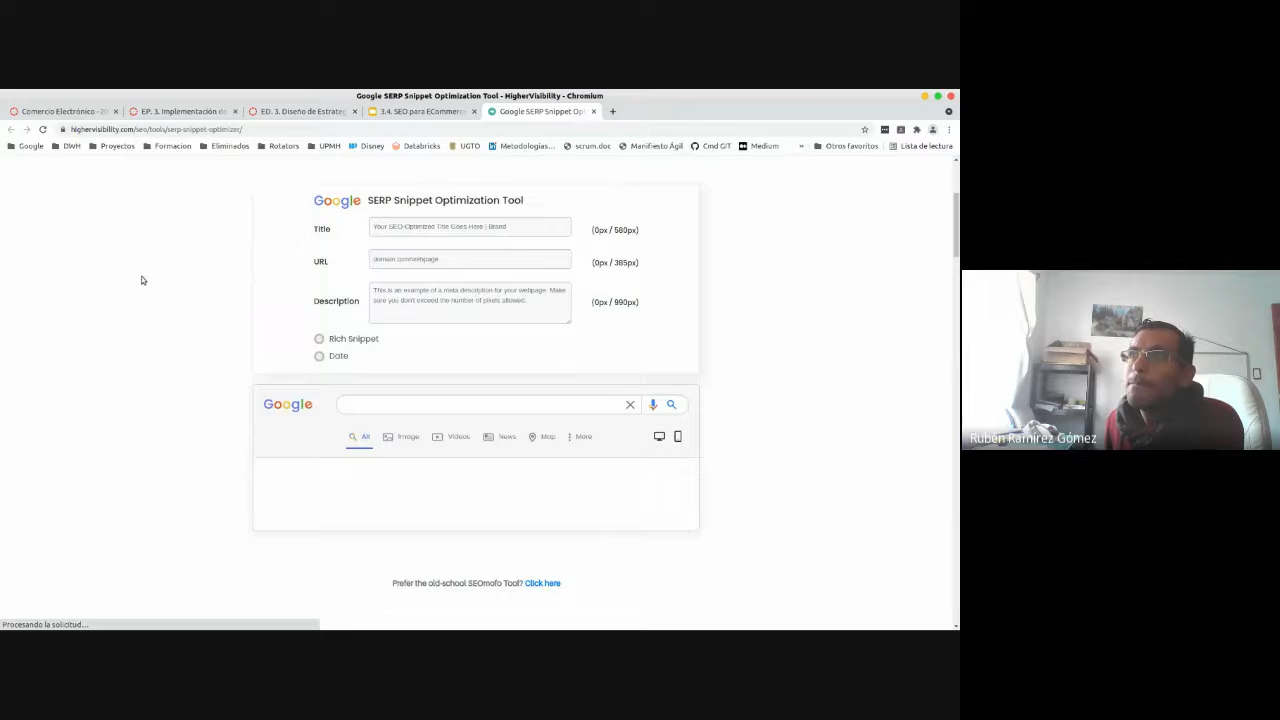 Google SERP Snippet Optimization Tool - HigherVisibility - Chromium
Comercio Electrónico - 20
EP. 3. Implementación de
ED. 3. Diseño de Estrateg
3.4. SEO para ECommerce
Google SERP Snippet Opt
highervisibility.com/seo/tools/serp-snippet-optimizer/
Google
DWH
Proyectos
Formacion
Eliminados
Rotators
UPMH
Disney
Databricks
UGTO
Metodologías...
scrum.doc
Manifiesto Ágil
Cmd GIT
Medium
»
Otros favoritos
Lista de lectura
Google SERP Snippet Optimization Tool
Title
Your SEO-Optimized Title Goes Here | Brand
(0px / 580px)
URL
domain.com/webpage
(0px / 385px)
Description
This is an example of a meta description for your webpage. Make
sure you don't exceed the number of pixels allowed.
(0px / 990px)
Rich Snippet
Date
Google
All
Image
Videos
News
Map
More
Prefer the old-school SEOmofo Tool? Click here
Procesando la solicitud...
Rubén Ramírez Gómez